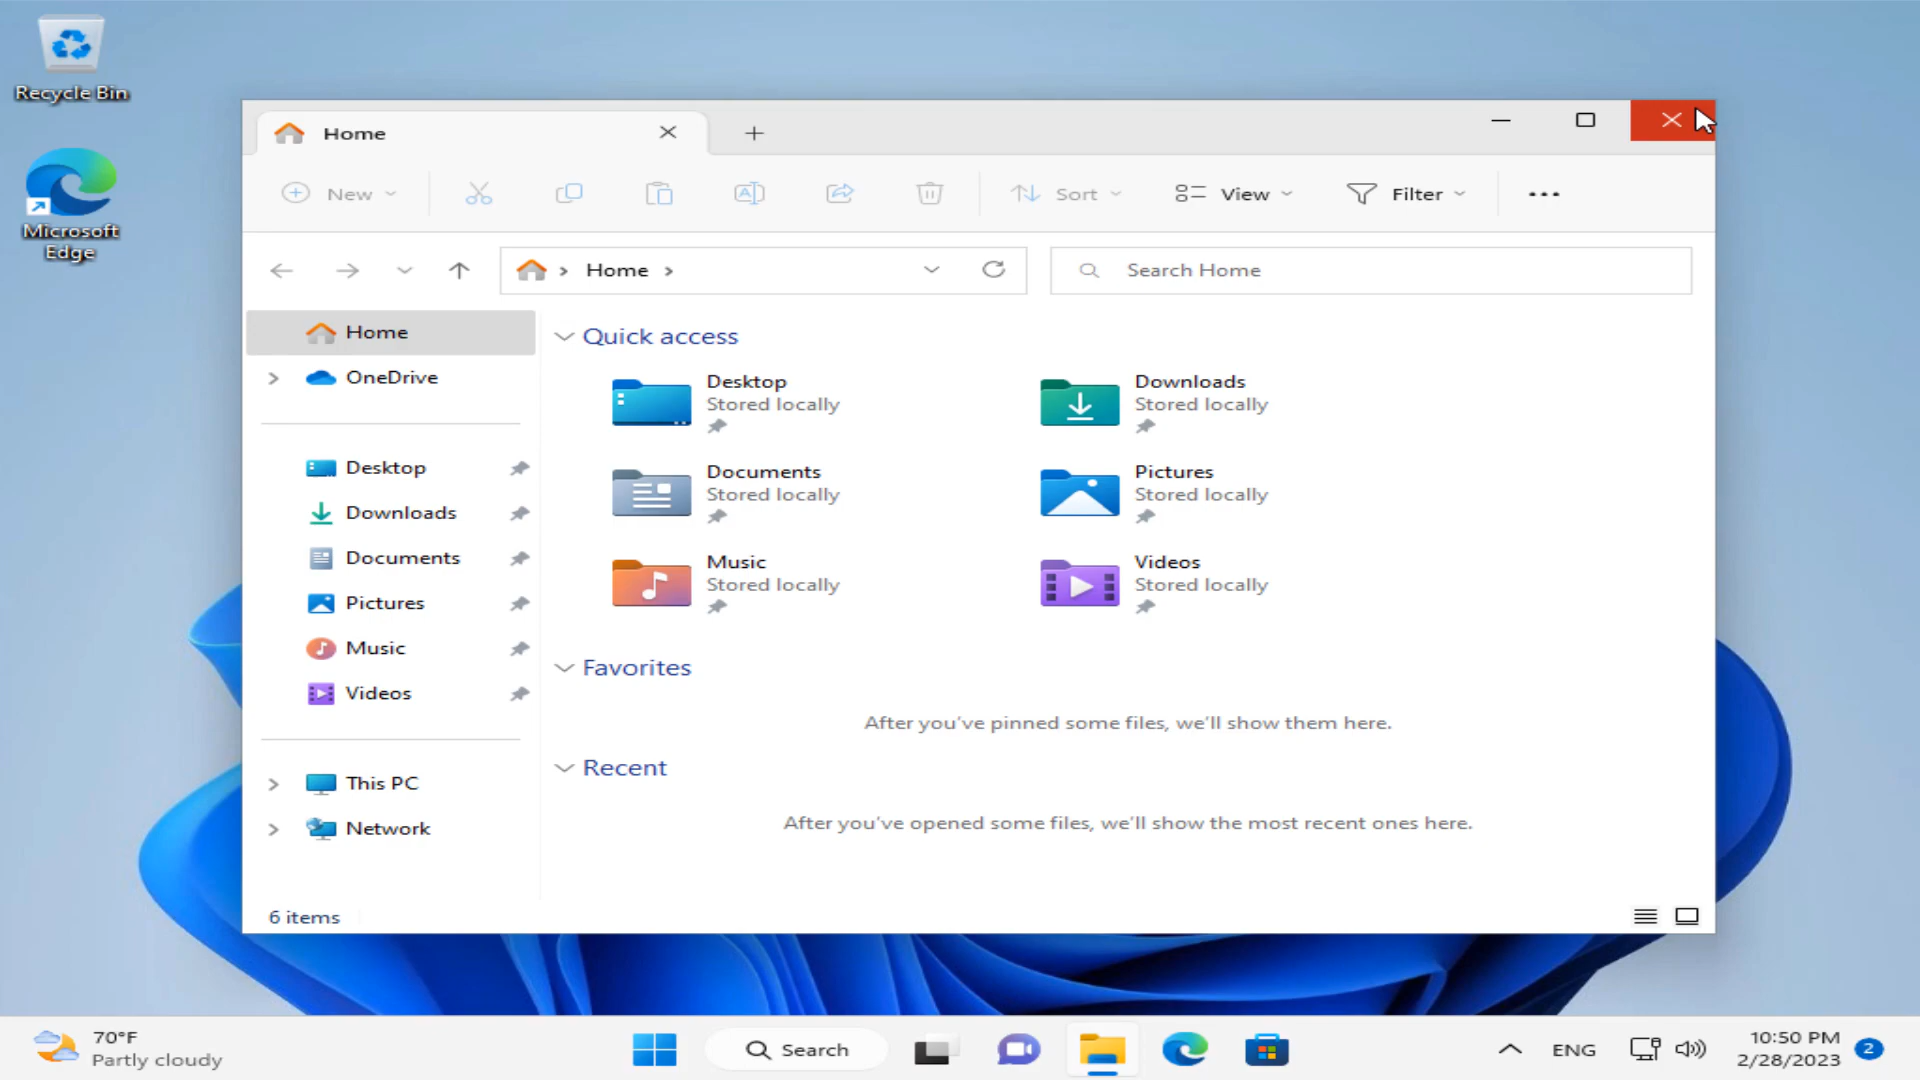 Recycle Bin
Microsoft
Edge
Home
New
Sort
View
Filter
Home
Search Home
Home
OneDrive
Desktop
Downloads
Documents
Pictures
Music
Videos
This PC
Network
Quick access
Desktop
Stored locally
Downloads
Stored locally
Documents
Stored locally
Pictures
Stored locally
Music
Stored locally
Videos
Stored locally
Favorites
After you've pinned some files, we'll show them here.
Recent
After you've opened some files, we'll show the most recent ones here.
6 items
70°F
Partly cloudy
Search
ENG
10:50 PM
2/28/2023
2